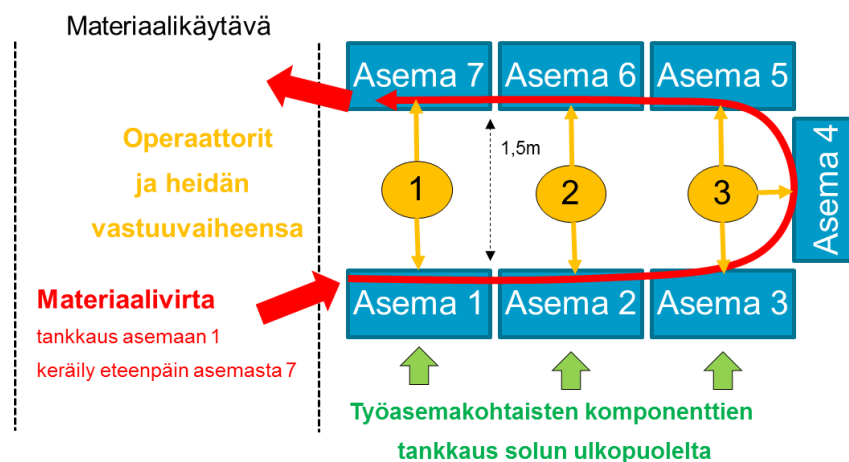 Materiaalikäytävä
Asema 7
Asema 6
Asema 5
Asema 4
Operaattorit
ja heidän
vastuuvaiheensa
1,5m
1
2
3
Materiaalivirta
tankkaus asemaan 1
keräily eteenpäin asemasta 7
Asema 1
Asema 2
Asema 3
Työasemakohtaisten komponenttien
tankkaus solun ulkopuolelta